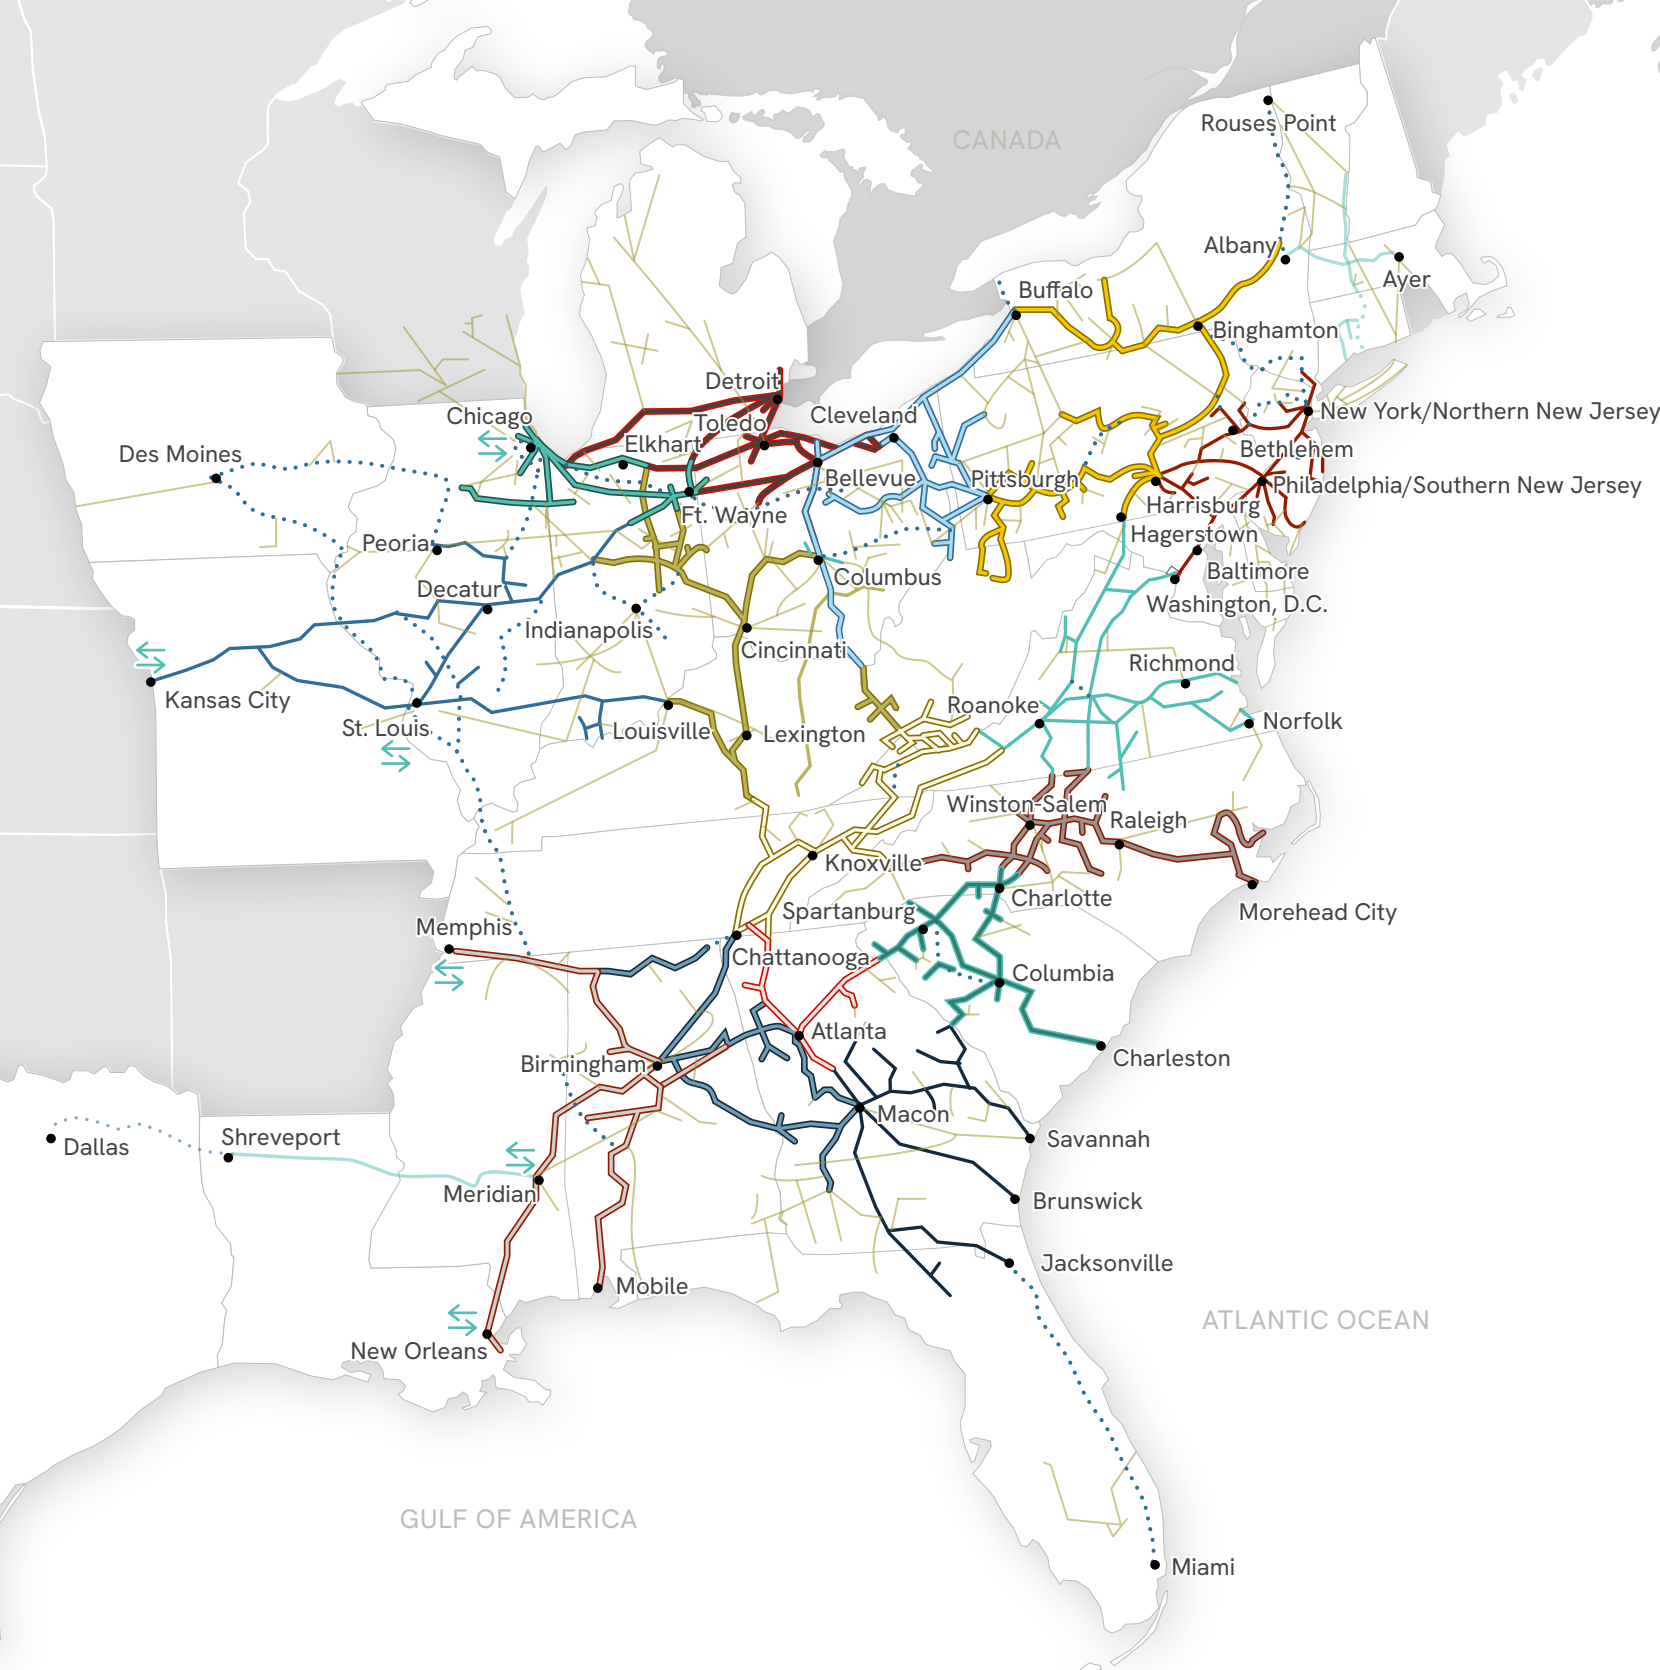 CANADA
Rouses Point
Albany
Ayer
Buffalo
Binghamton
Detroit
Chicago
Toledo
Cleveland
New York/Northern New Jersey
Des Moines
Elkhart
Bethlehem
Bellevue
Pittsburgh
Philadelphia/Southern New Jersey
Ft. Wayne
Harrisburg
Peoria
Hagerstown
Columbus
Baltimore
Decatur
Washington, D.C.
Indianapolis
Cincinnati
Richmond
Kansas City
Roanoke
Norfolk
St. Louis
Louisville
Lexington
Winston-Salem
Raleigh
Knoxville
Charlotte
Spartanburg
Morehead City
Memphis
Chattanooga
Columbia
Atlanta
Birmingham
Charleston
Macon
Shreveport
Savannah
Dallas
Meridian
Brunswick
Jacksonville
Mobile
ATLANTIC OCEAN
New Orleans
GULF OF AMERICA
Miami